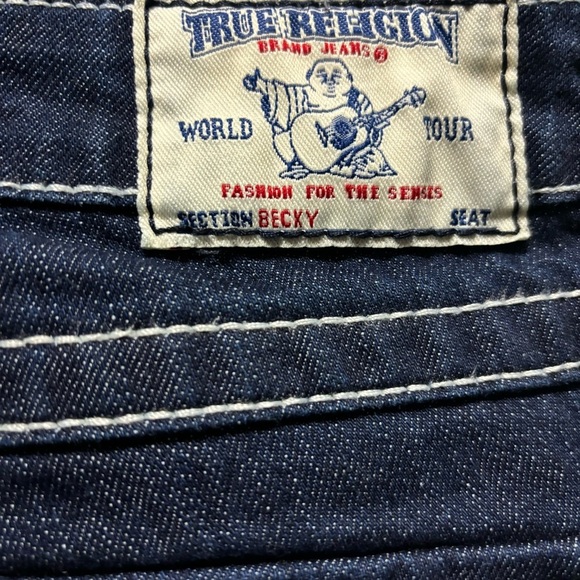 TRUE RELIGION
BRAND JEANS®
WORLD TOUR
FASHION FOR THE SENSES
SECTION BECKY SEAT